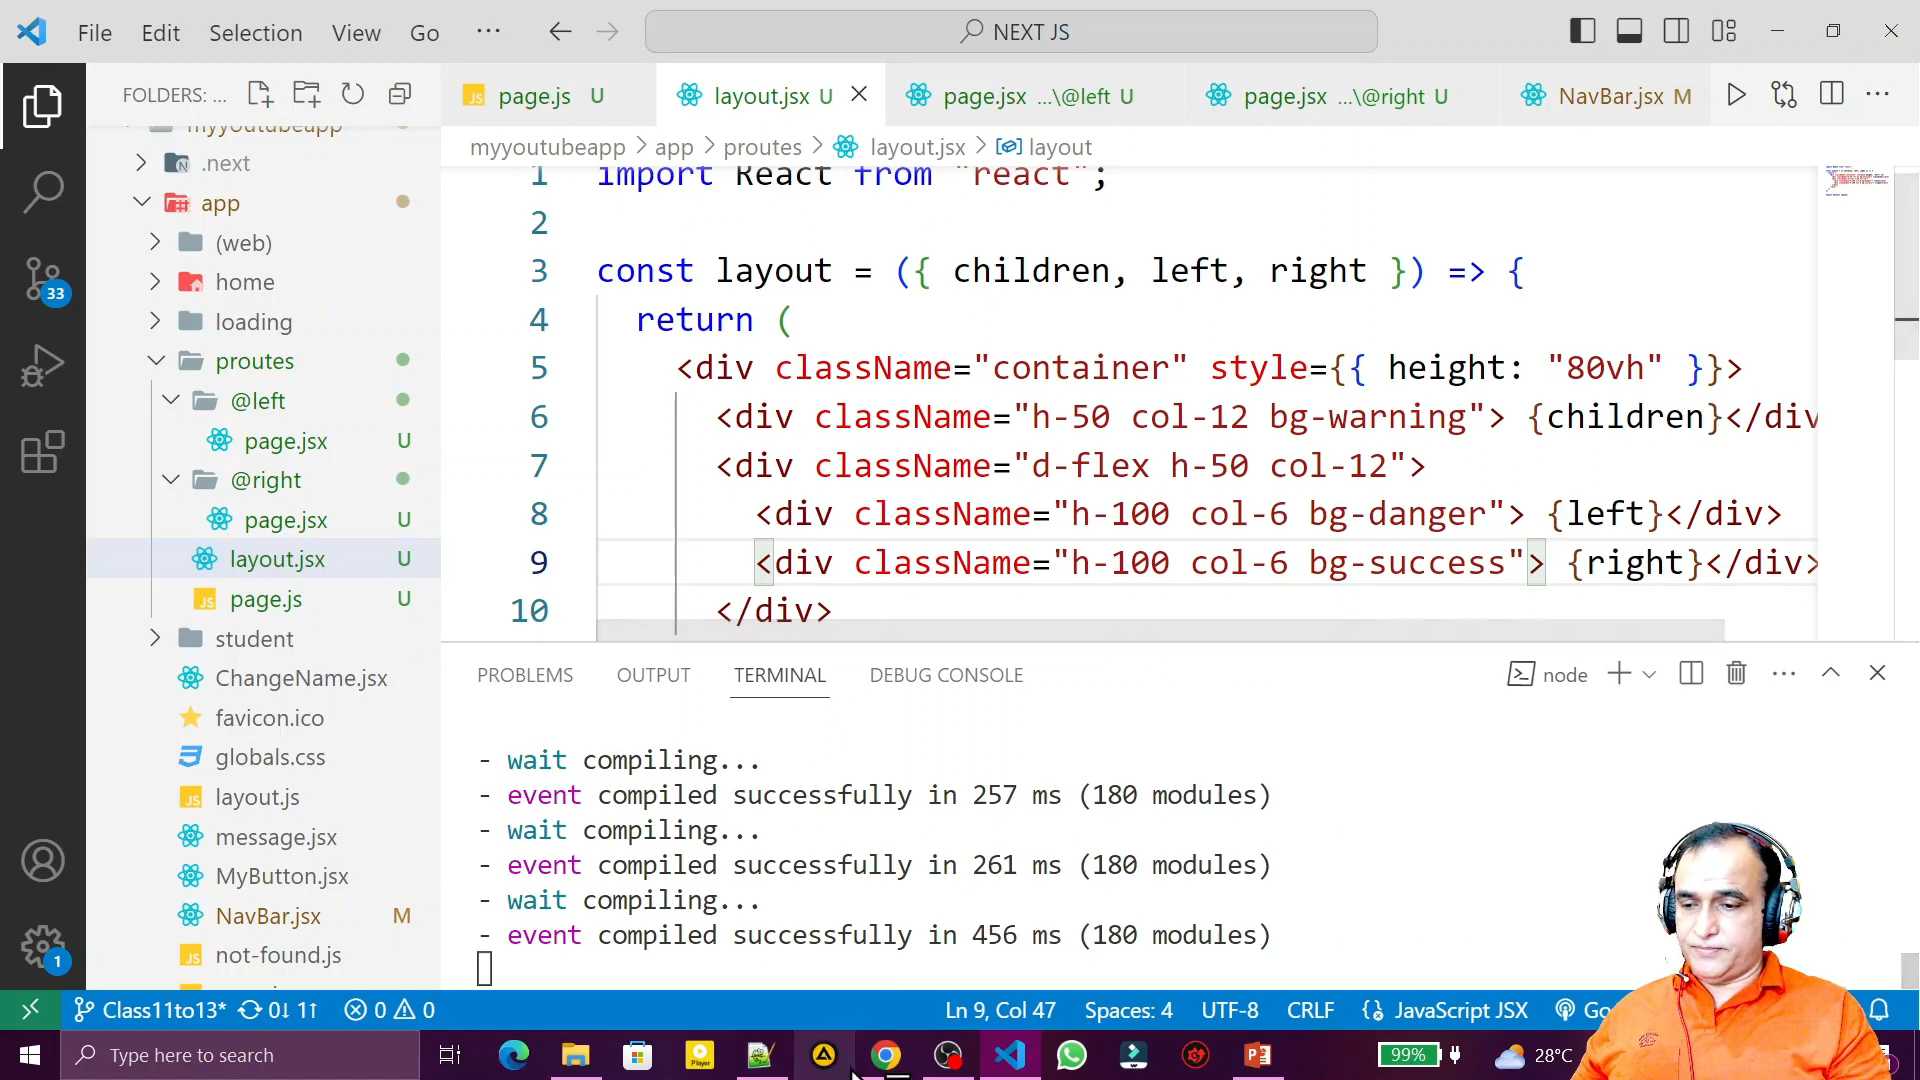 File Edit Selection View Go ··· NEXT JS
FOLDERS: ...
page.js U
layout.jsx U
page.jsx ...\@left U
page.jsx ...\@right U
NavBar.jsx M
myyoutubeapp > app > proutes > layout.jsx > layout
myyoutubeapp
.next
app
(web)
home
loading
proutes
@left
page.jsx U
@right
page.jsx U
layout.jsx U
page.js U
student
ChangeName.jsx
favicon.ico
globals.css
layout.js
message.jsx
MyButton.jsx
NavBar.jsx M
not-found.js
33
1
1 import React from "react";
2
3 const layout = ({ children, left, right }) => {
4 return (
5 <div className="container" style={{ height: "80vh" }}>
6 <div className="h-50 col-12 bg-warning"> {children}</div
7 <div className="d-flex h-50 col-12">
8 <div className="h-100 col-6 bg-danger"> {left}</div>
9 <div className="h-100 col-6 bg-success"> {right}</div>
10 </div>
PROBLEMS OUTPUT TERMINAL DEBUG CONSOLE
node
- wait compiling...
- event compiled successfully in 257 ms (180 modules)
- wait compiling...
- event compiled successfully in 261 ms (180 modules)
- wait compiling...
- event compiled successfully in 456 ms (180 modules)
Class11to13* 0↓ 1↑ 0 0
Ln 9, Col 47 Spaces: 4 UTF-8 CRLF JavaScript JSX Go
Type here to search
Player
99%
28°C